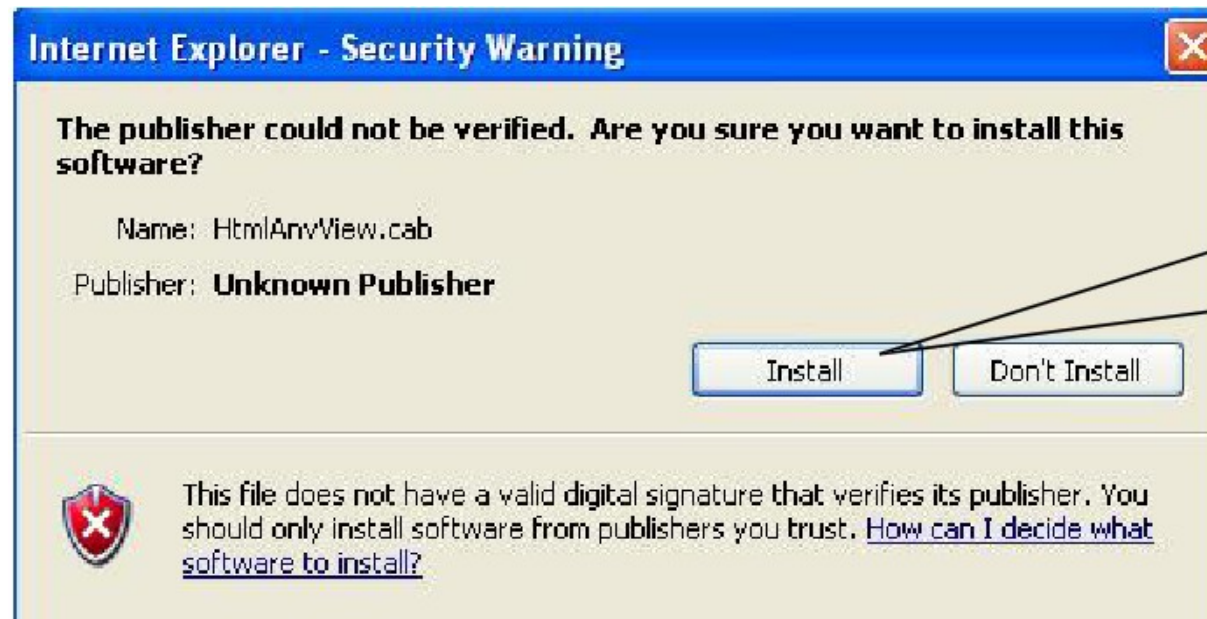 Internet Explorer - Security Warning
The publisher could not be verified. Are you sure you want to install this
software?
Name: HtmlAnvView.cab
Publisher: Unknown Publisher
Install Don't Install
This file does not have a valid digital signature that verifies its publisher. You
should only install software from publishers you trust. How can I decide what
software to install?